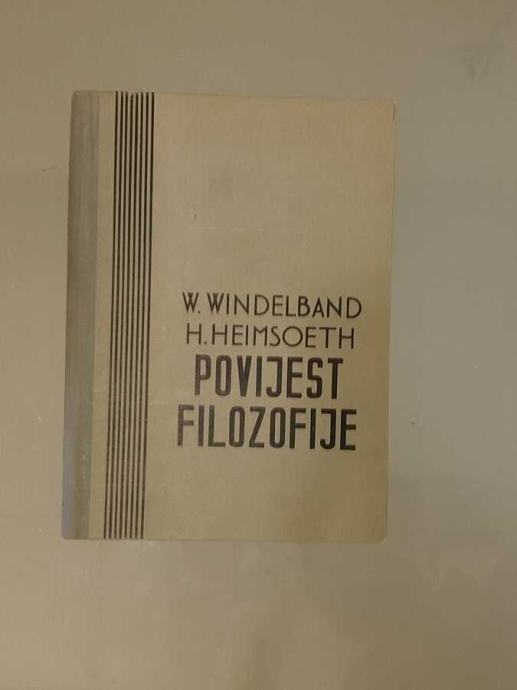 W. WINDELBAND
H. HEIMSOETH
POVIJEST
FILOZOFIJE